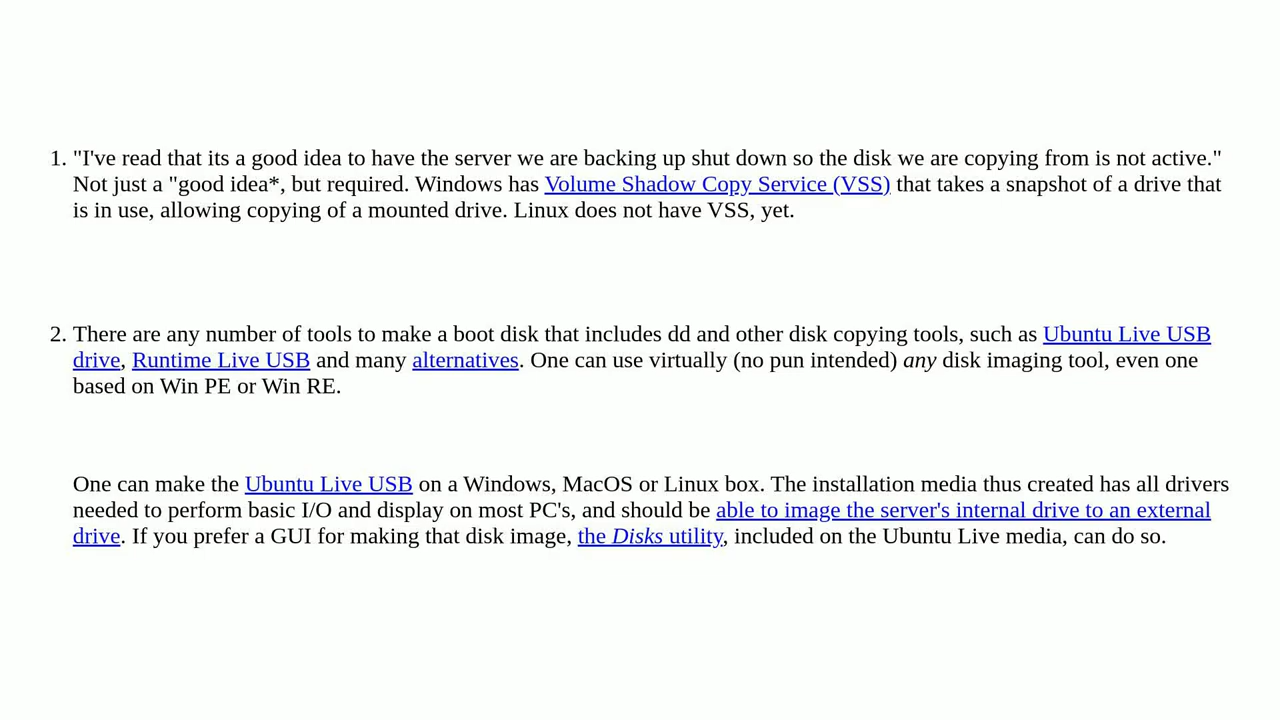 1. "I've read that its a good idea to have the server we are backing up shut down so the disk we are copying from is not active."
Not just a "good idea*, but required. Windows has Volume Shadow Copy Service (VSS) that takes a snapshot of a drive that
is in use, allowing copying of a mounted drive. Linux does not have VSS, yet.
2. There are any number of tools to make a boot disk that includes dd and other disk copying tools, such as Ubuntu Live USB
drive, Runtime Live USB and many alternatives. One can use virtually (no pun intended) any disk imaging tool, even one
based on Win PE or Win RE.
One can make the Ubuntu Live USB on a Windows, MacOS or Linux box. The installation media thus created has all drivers
needed to perform basic I/O and display on most PC's, and should be able to image the server's internal drive to an external
drive. If you prefer a GUI for making that disk image, the Disks utility, included on the Ubuntu Live media, can do so.